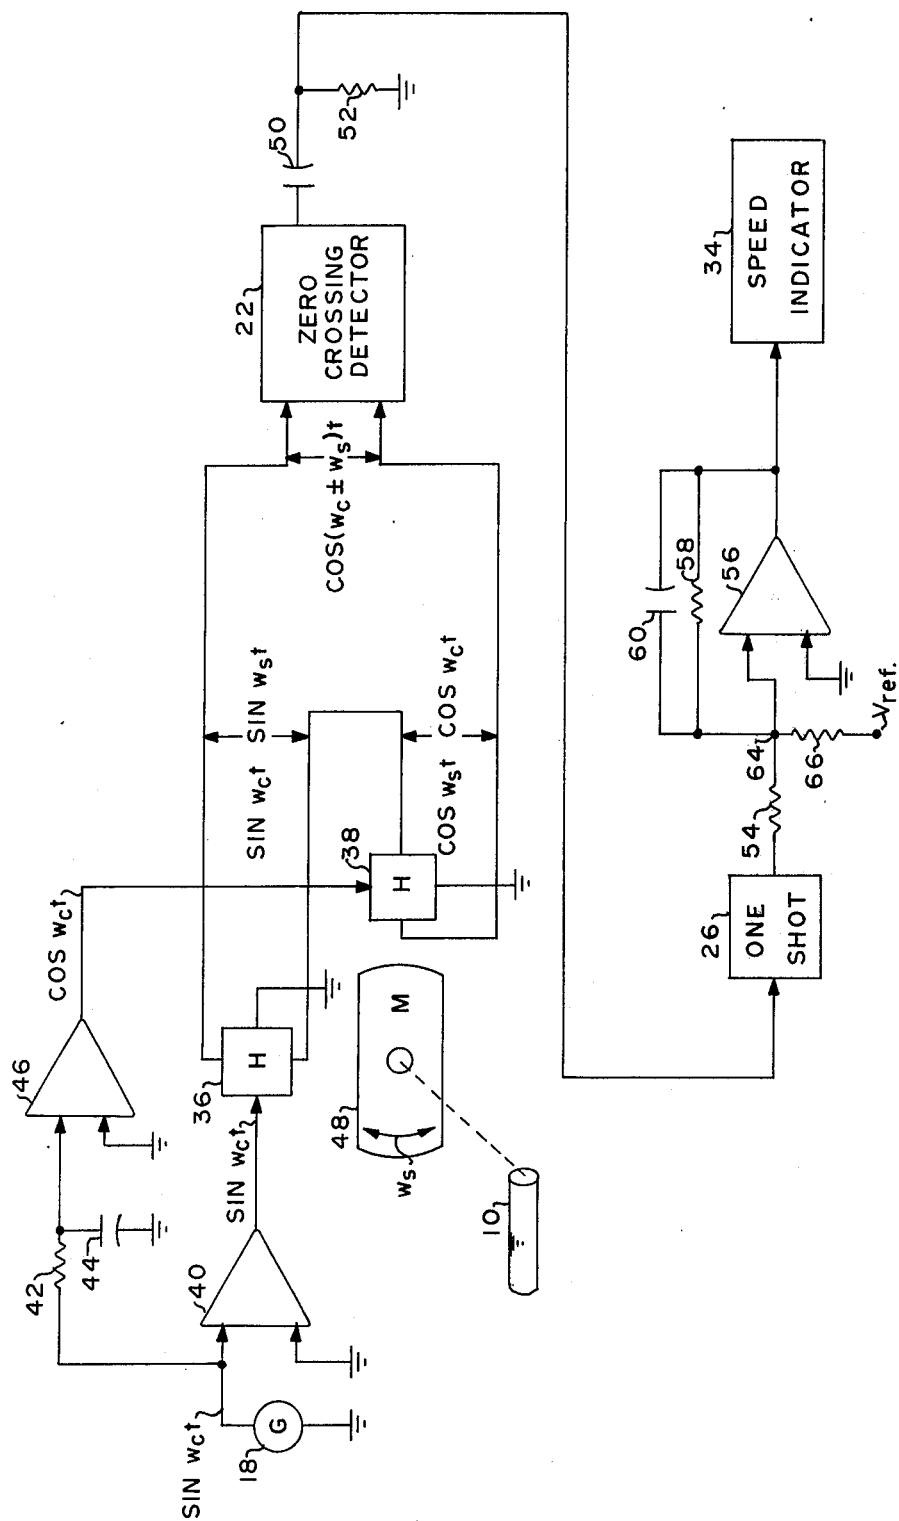 SIN wct
18
G
42
44
40
46
COS wct
SIN wct
36
H
38
H
SIN wct
SIN wst
COS wst
COS wct
COS(wc ± ws)t
22
ZERO
CROSSING
DETECTOR
50
52
10
48
ws
M
26
ONE
SHOT
54
64
66
Vref.
60
58
56
34
SPEED
INDICATOR